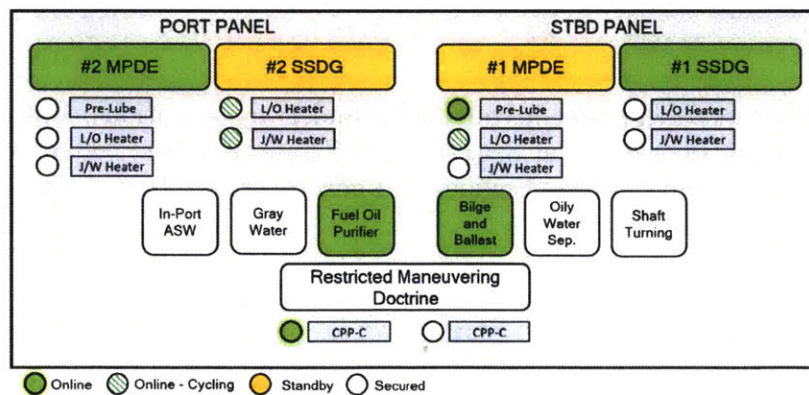 PORT PANEL
STBD PANEL
#2 MPDE
#2 SSDG
#1 MPDE
#1 SSDG
Pre-Lube
L/O Heater
J/W Heater
L/O Heater
J/W Heater
Pre-Lube
L/O Heater
J/W Heater
L/O Heater
J/W Heater
In-Port
ASW
Gray
Water
Fuel Oil
Purifier
Bilge
and
Ballast
Oily
Water
Sep.
Shaft
Turning
Restricted Maneuvering
Doctrine
CPP-C
CPP-C
Online
Online - Cycling
Standby
Secured